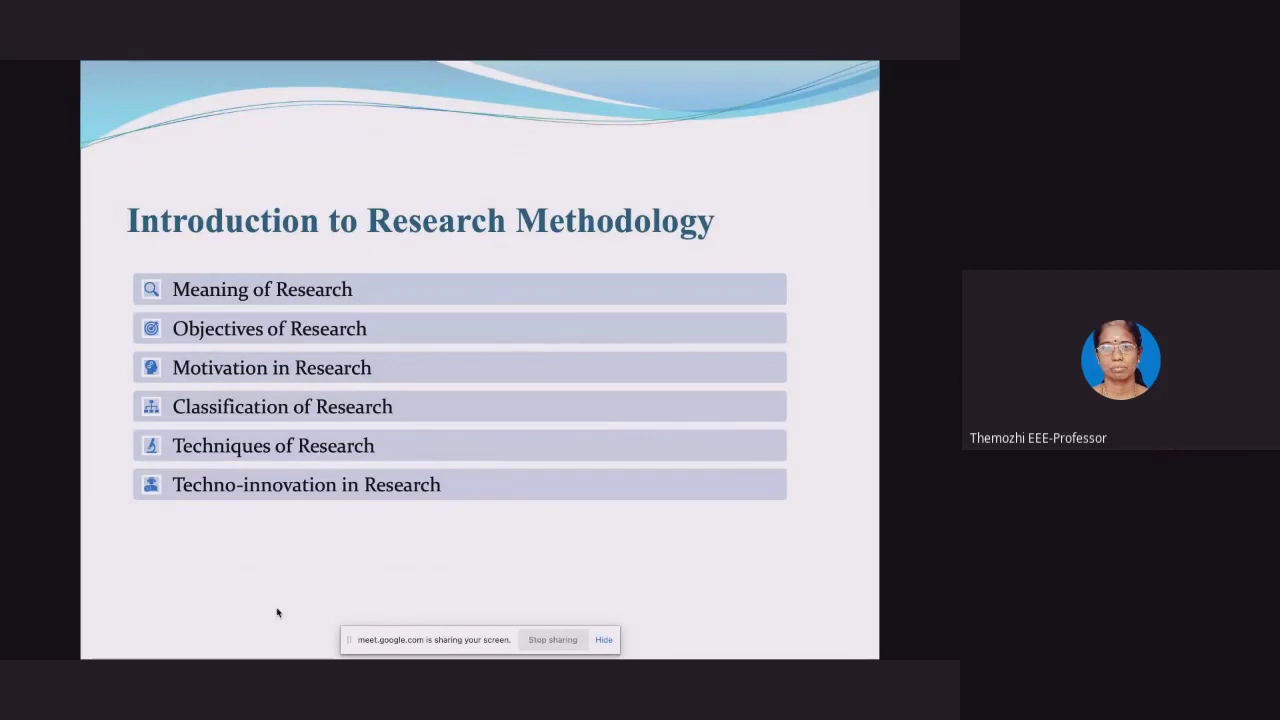 Introduction to Research Methodology
Meaning of Research
Objectives of Research
Motivation in Research
Classification of Research
Techniques of Research
Techno-innovation in Research
meet.google.com is sharing your screen. Stop sharing Hide
Themozhi EEE-Professor